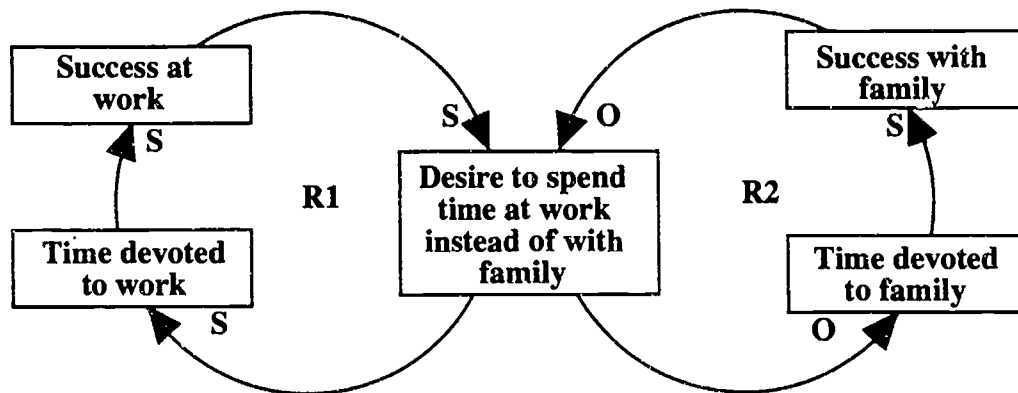 Success at
work
S
Time devoted
to work
S
R1
S
O
Desire to spend
time at work
instead of with
family
R2
Success with
family
S
Time devoted
to family
O